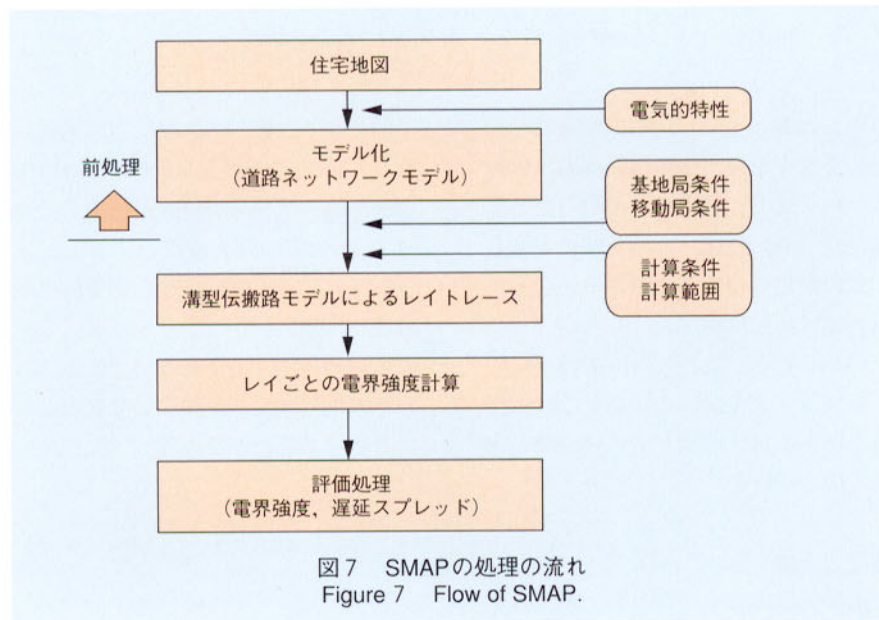 住宅地図
電気的特性
モデル化
(道路ネットワークモデル)
前処理
基地局条件
移動局条件
計算条件
計算範囲
溝型伝搬路モデルによるレイトレース
レイごとの電界強度計算
評価処理
(電界強度、遅延スプレッド)
図7 SMAPの処理の流れ
Figure 7 Flow of SMAP.